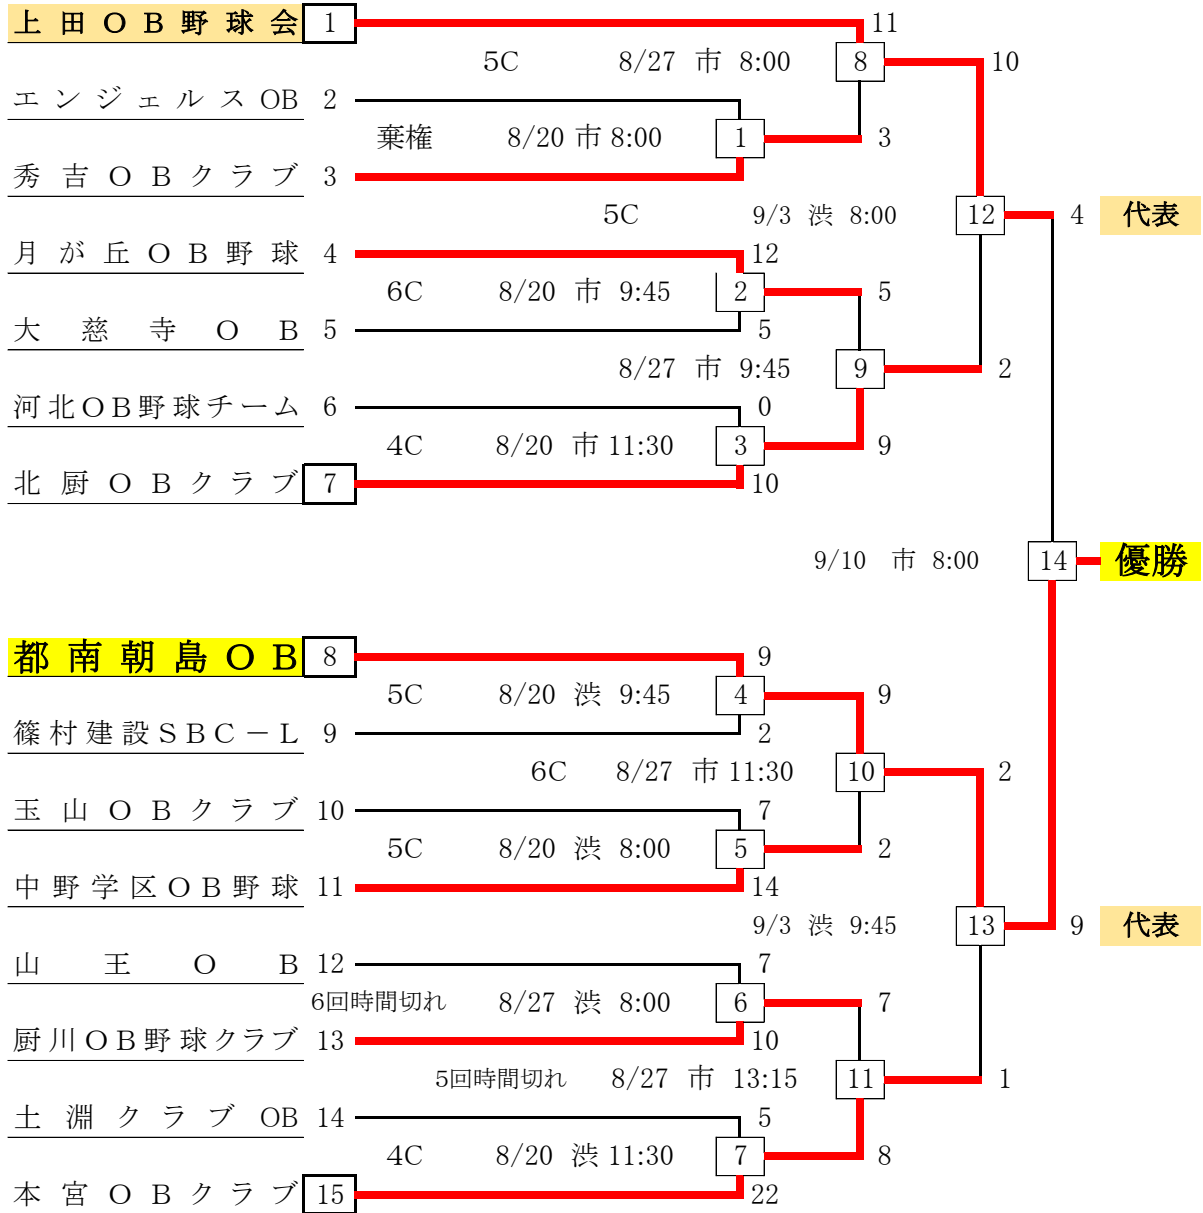 上田ＯＢ野球会 1 11
5C 8/27 市 8:00 8 10
エンジェルスOB 2
棄権 8/20 市 8:00 1 3
秀吉ＯＢクラブ 3
5C 9/3 渋 8:00 12 4 代表
月が丘ＯＢ野球 4 12
6C 8/20 市 9:45 2 5
大慈寺ＯＢ 5 5
8/27 市 9:45 9 2
河北ＯＢ野球チーム 6 0
4C 8/20 市 11:30 3 9
北厨ＯＢクラブ 7 10
9/10 市 8:00 14 優勝
都南朝島ＯＢ 8 9
5C 8/20 渋 9:45 4 9
篠村建設ＳＢＣ－Ｌ 9 2
6C 8/27 市 11:30 10 2
玉山ＯＢクラブ 10 7
5C 8/20 渋 8:00 5 2
中野学区ＯＢ野球 11 14
9/3 渋 9:45 13 9 代表
山王ＯＢ 12 7
6回時間切れ 8/27 渋 8:00 6 7
厨川ＯＢ野球クラブ 13 10
5回時間切れ 8/27 市 13:15 11 1
土淵クラブOB 14 5
4C 8/20 渋 11:30 7 8
本宮ＯＢクラブ 15 22